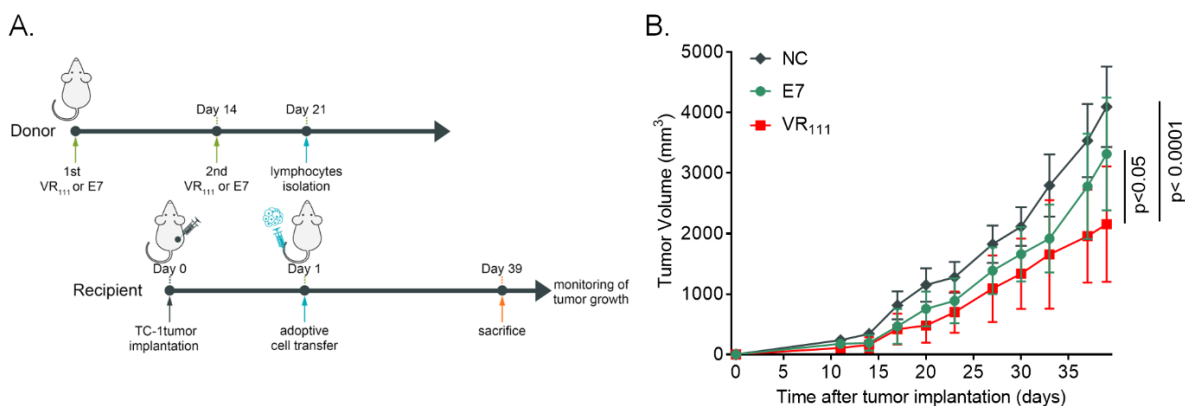 A.
Donor
Day 14
Day 21
1st
VR₁₁₁ or E7
2nd
VR₁₁₁ or E7
lymphocytes
isolation
Recipient
Day 0
Day 1
Day 39
monitoring of
tumor growth
TC-1tumor
implantation
adoptive
cell transfer
sacrifice
B.
Tumor Volume (mm³)
5000
4000
3000
2000
1000
0
NC
E7
VR₁₁₁
p<0.05
p< 0.0001
0 5 10 15 20 25 30 35
Time after tumor implantation (days)